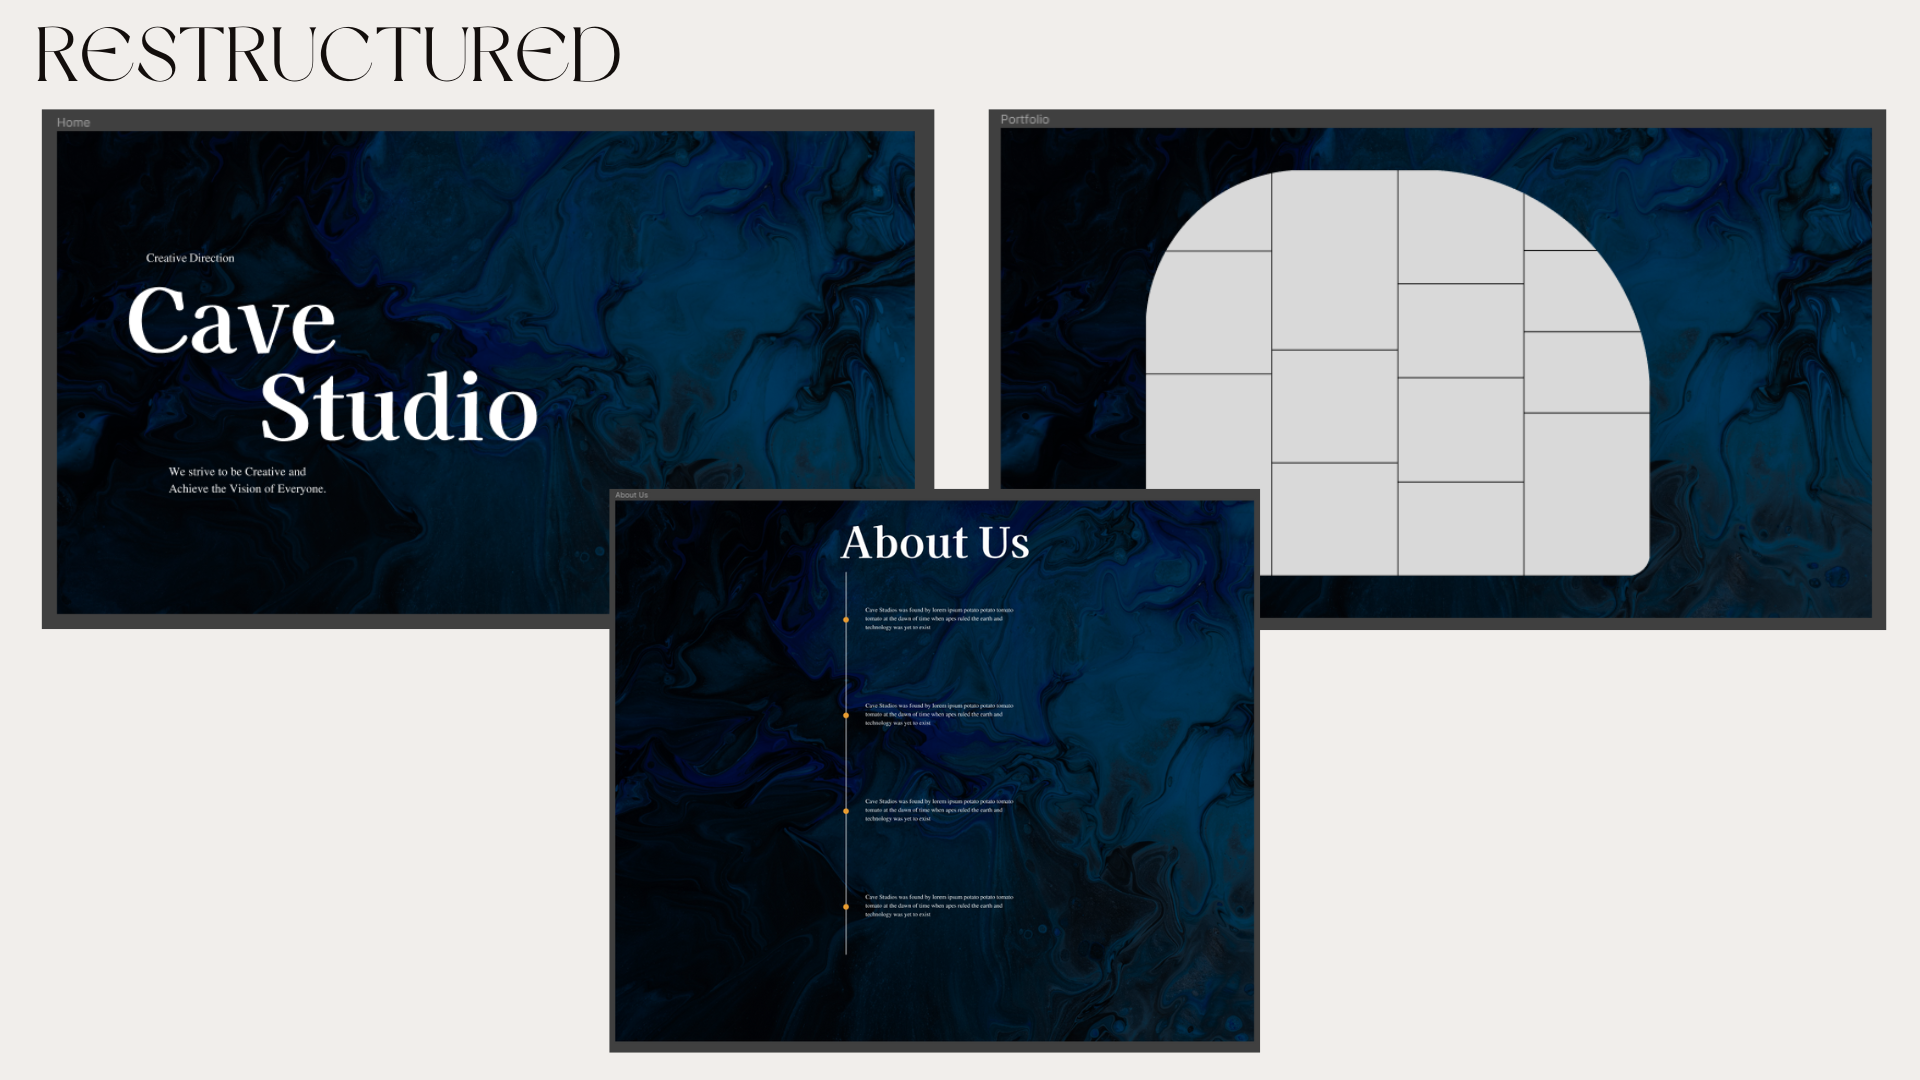 RESTRUCTURED
Home
Creative Direction
Cave
Studio
We strive to be Creative and
Achieve the Vision of Everyone.
Portfolio
About Us
About Us
Cave Studios was found by lorem ipsum potato potato tomato
tomato at the dawn of time when apes ruled the earth and
technology was yet to exist
Cave Studios was found by lorem ipsum potato potato tomato
tomato at the dawn of time when apes ruled the earth and
technology was yet to exist
Cave Studios was found by lorem ipsum potato potato tomato
tomato at the dawn of time when apes ruled the earth and
technology was yet to exist
Cave Studios was found by lorem ipsum potato potato tomato
tomato at the dawn of time when apes ruled the earth and
technology was yet to exist